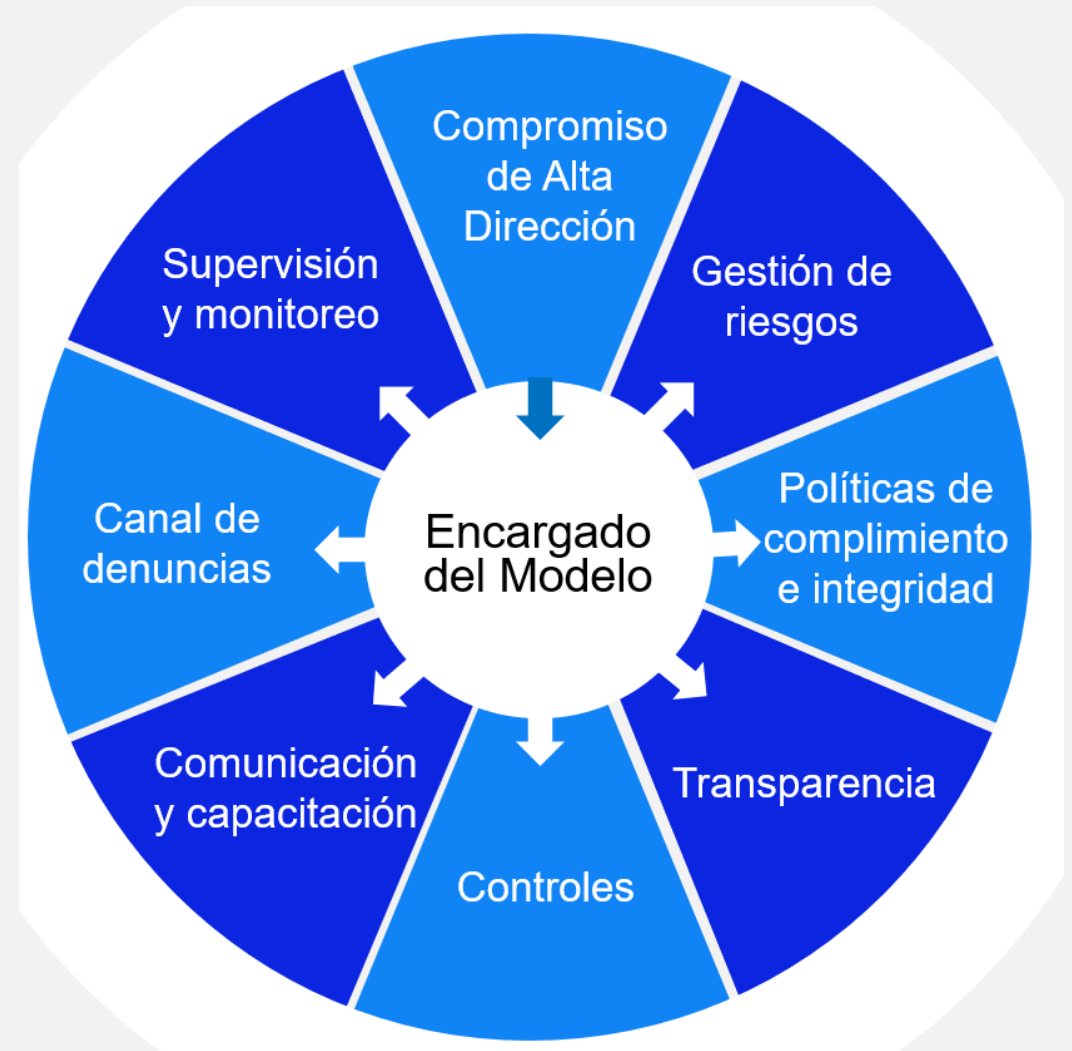 Compromiso
de Alta
Dirección
Gestión de
riesgos
Políticas de
complimiento
e integridad
Transparencia
Controles
Comunicación
y capacitación
Canal de
denuncias
Supervisión
y monitoreo
Encargado
del Modelo